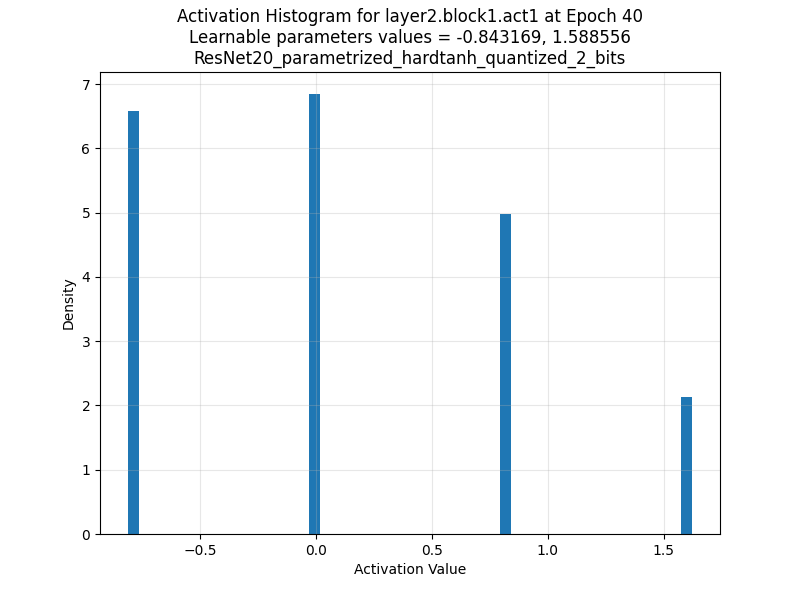 Activation Histogram for layer2.block1.act1 at Epoch 40
Learnable parameters values = -0.843169, 1.588556
ResNet20_parametrized_hardtanh_quantized_2_bits
7
6
5
4
3
2
1
0
Density
−0.5
0.0
0.5
1.0
1.5
Activation Value